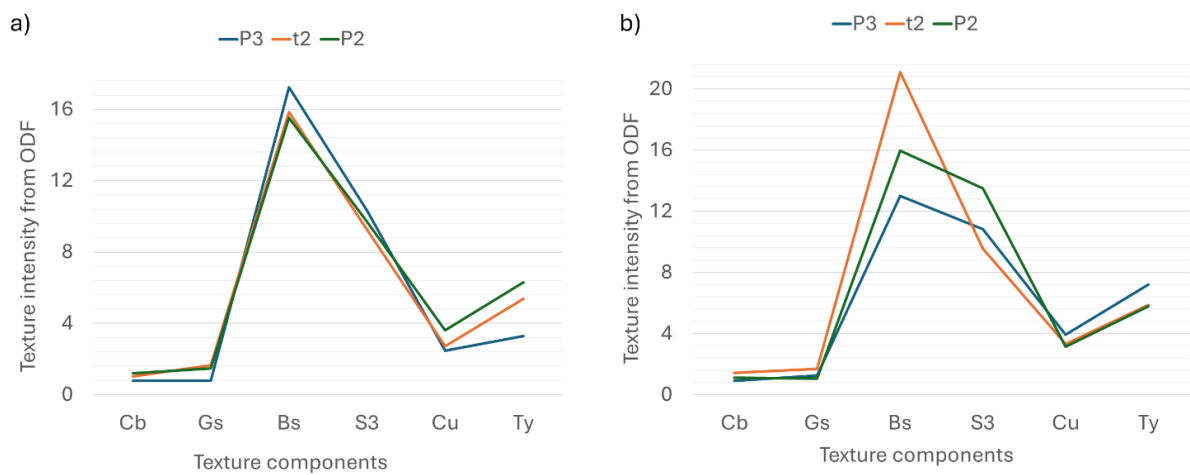 a)
P3 t2 P2
Texture intensity from ODF
16
12
8
4
0
Cb Gs Bs S3 Cu Ty
Texture components
b)
P3 t2 P2
Texture intensity from ODF
20
16
12
8
4
0
Cb Gs Bs S3 Cu Ty
Texture components